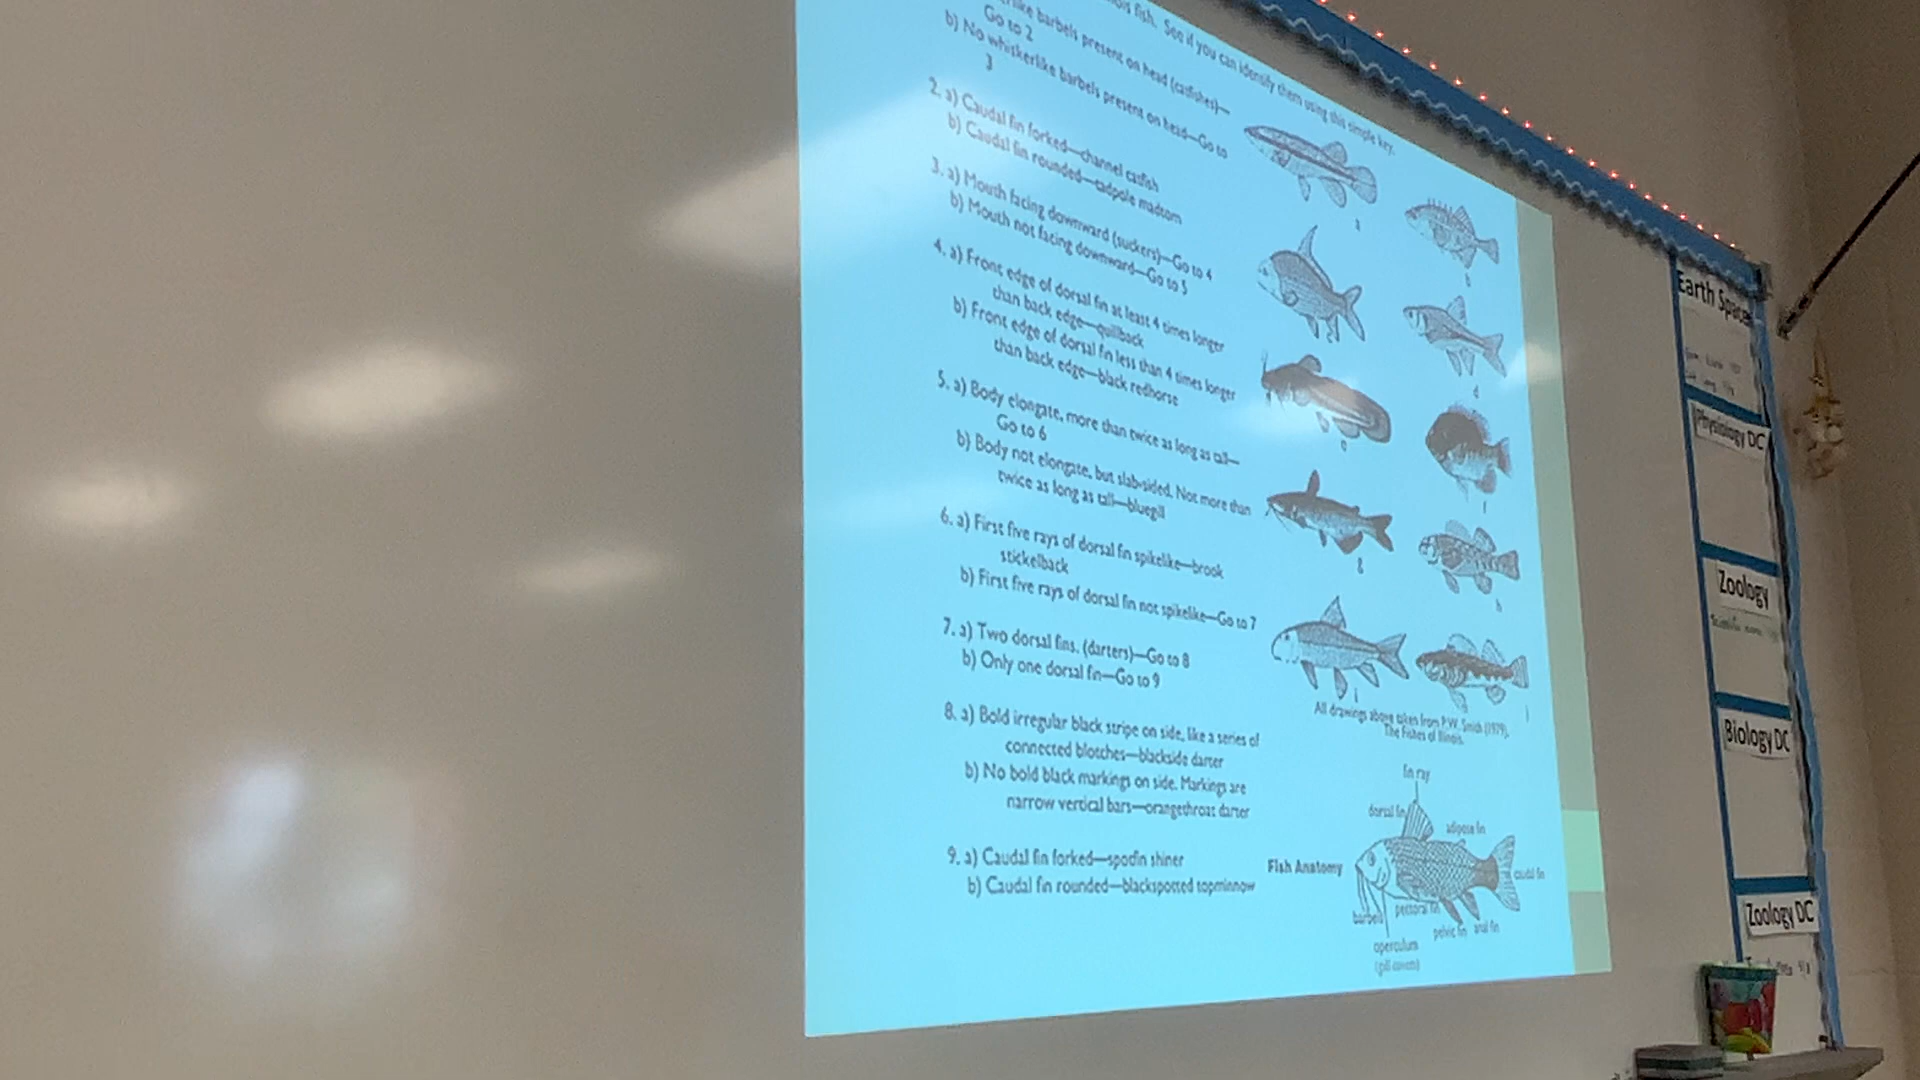 fish. See if you can identify them using this simple key.
barbels present on head (catfishes)—
Go to 2
b) No whiskerlike barbels present on head—Go to
3
2. a) Caudal fin forked—channel catfish
b) Caudal fin rounded—tadpole madtom
3. a) Mouth facing downward (suckers)—Go to 4
b) Mouth not facing downward—Go to 5
4. a) Front edge of dorsal fin at least 4 times longer
than back edge—quillback
b) Front edge of dorsal fin less than 4 times longer
than back edge—black redhorse
5. a) Body elongate, more than twice as long as tall—
Go to 6
b) Body not elongate, but slab-sided. Not more than
twice as long as tall—bluegill
6. a) First five rays of dorsal fin spikelike—brook
stickelback
b) First five rays of dorsal fin not spikelike—Go to 7
7. a) Two dorsal fins. (darters)—Go to 8
b) Only one dorsal fin—Go to 9
8. a) Bold irregular black stripe on side, like a series of
connected blotches—blackside darter
b) No bold black markings on side. Markings are
narrow vertical bars—orangethroat darter
9. a) Caudal fin forked—spotfin shiner
b) Caudal fin rounded—blackspotted topminnow
a
b
c
d
e
f
g
h
i
j
All drawings above taken from P.W. Smith (1979).
The Fishes of Illinois.
Fish Anatomy
fin ray
dorsal fin
adipose fin
caudal fin
barbels
pectoral fin
pelvic fin
anal fin
operculum
(gill covers)
Earth Space
Physiology DC
Zoology
Biology DC
Zoology DC